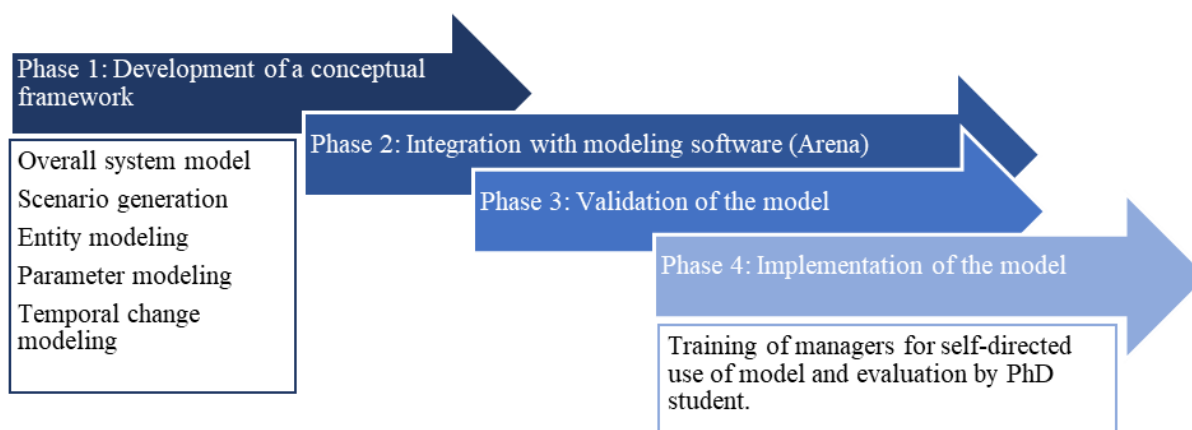 Phase 1: Development of a conceptual
framework
Overall system model
Scenario generation
Entity modeling
Parameter modeling
Temporal change
modeling
Phase 2: Integration with modeling software (Arena)
Phase 3: Validation of the model
Phase 4: Implementation of the model
Training of managers for self-directed
use of model and evaluation by PhD
student.